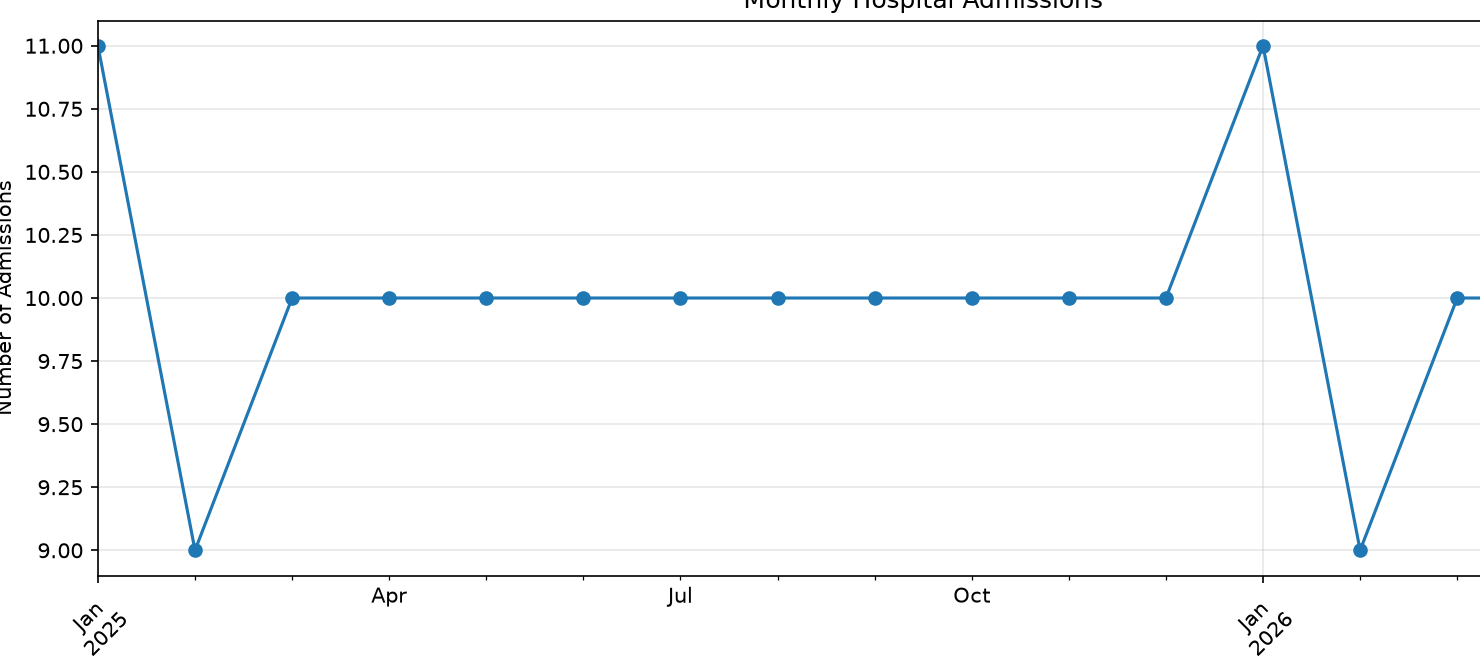 Monthly Hospital Admissions
Number of Admissions
11.00
10.75
10.50
10.25
10.00
9.75
9.50
9.25
9.00
Jan
2025
Apr
Jul
Oct
Jan
2026